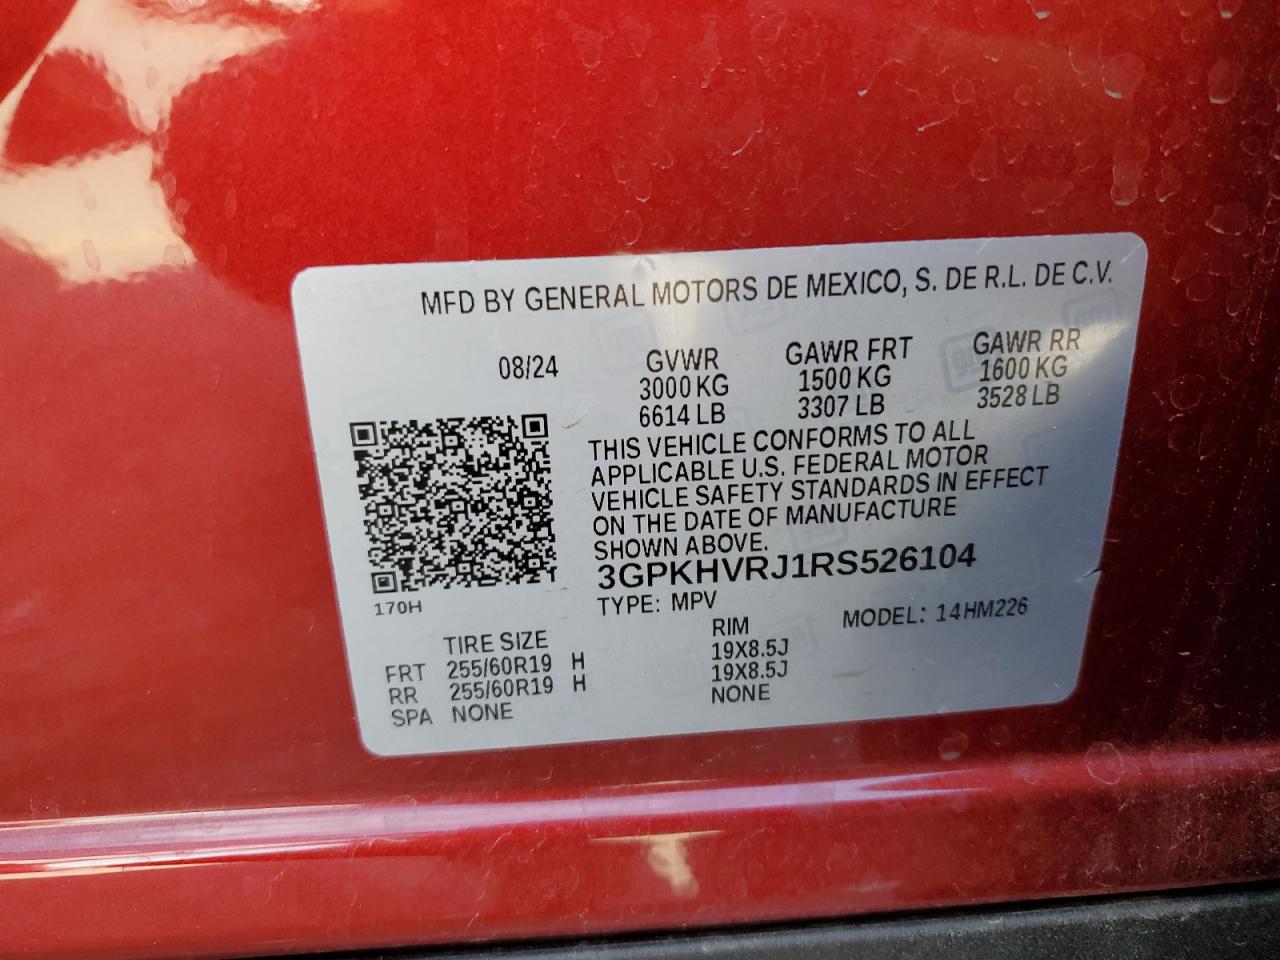 MFD BY GENERAL MOTORS DE MEXICO, S. DE R.L. DE C.V.
08/24 GVWR GAWR FRT GAWR RR
3000 KG 1500 KG 1600 KG
6614 LB 3307 LB 3528 LB
THIS VEHICLE CONFORMS TO ALL
APPLICABLE U.S. FEDERAL MOTOR
VEHICLE SAFETY STANDARDS IN EFFECT
ON THE DATE OF MANUFACTURE
SHOWN ABOVE.
3GPKHVRJ1RS526104
170H
TYPE: MPV MODEL: 14HM226
TIRE SIZE RIM
FRT 255/60R19 H 19X8.5J
RR 255/60R19 H 19X8.5J
SPA NONE NONE